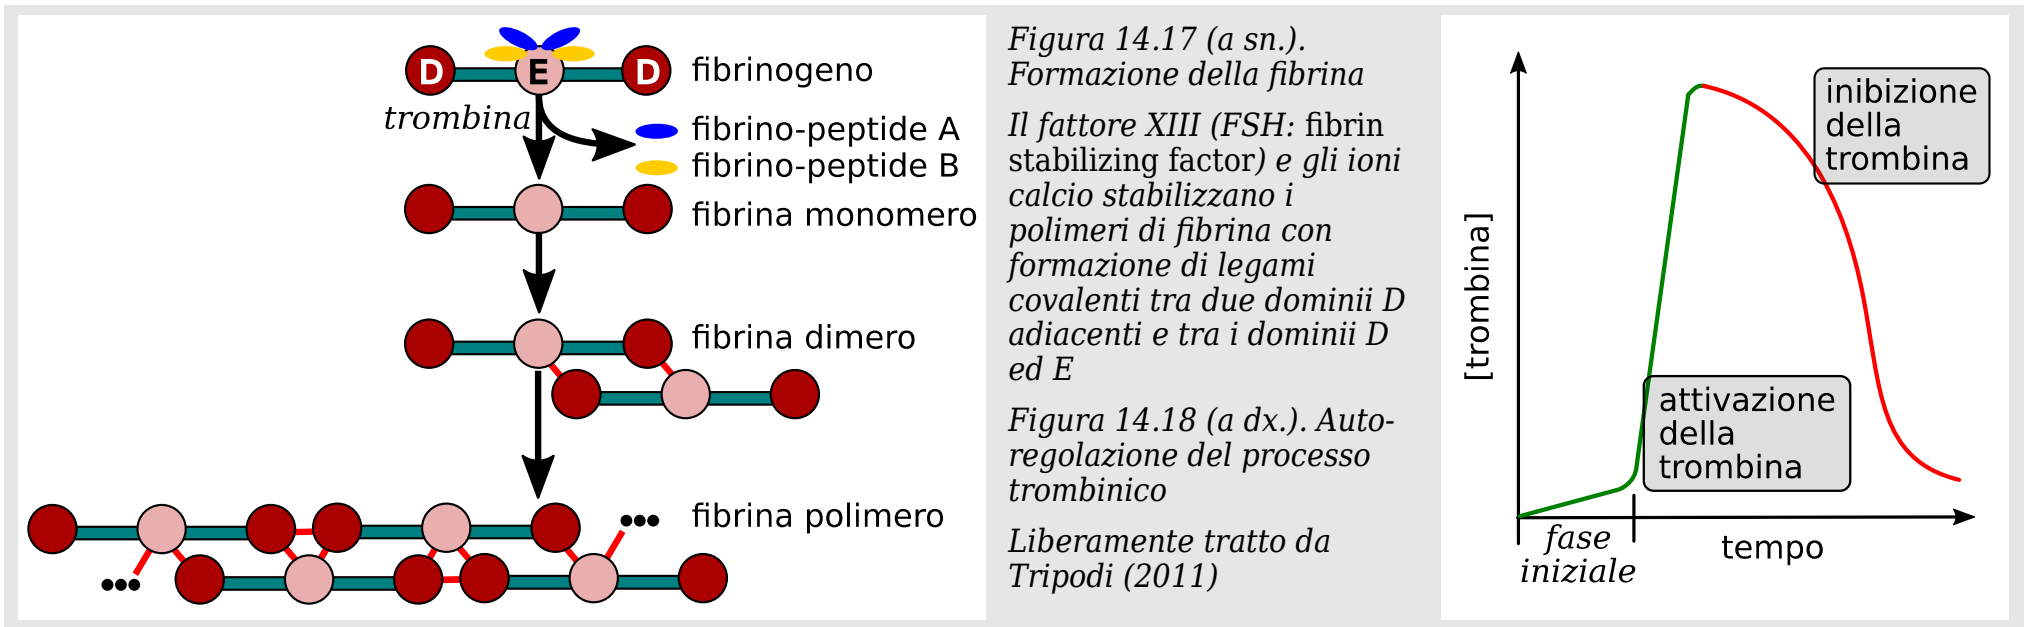 D
E
D
fibrinogeno
trombina
fibrino-peptide A
fibrino-peptide B
fibrina monomero
fibrina dimero
fibrina polimero
Figura 14.17 (a sn.).
Formazione della fibrina
Il fattore XIII (FSH: fibrin
stabilizing factor) e gli ioni
calcio stabilizzano i
polimeri di fibrina con
formazione di legami
covalenti tra due dominii D
adiacenti e tra i dominii D
ed E
Figura 14.18 (a dx.). Auto-
regolazione del processo
trombinico
Liberamente tratto da
Tripodi (2011)
[trombina]
inibizione
della
trombina
attivazione
della
trombina
fase
iniziale
tempo